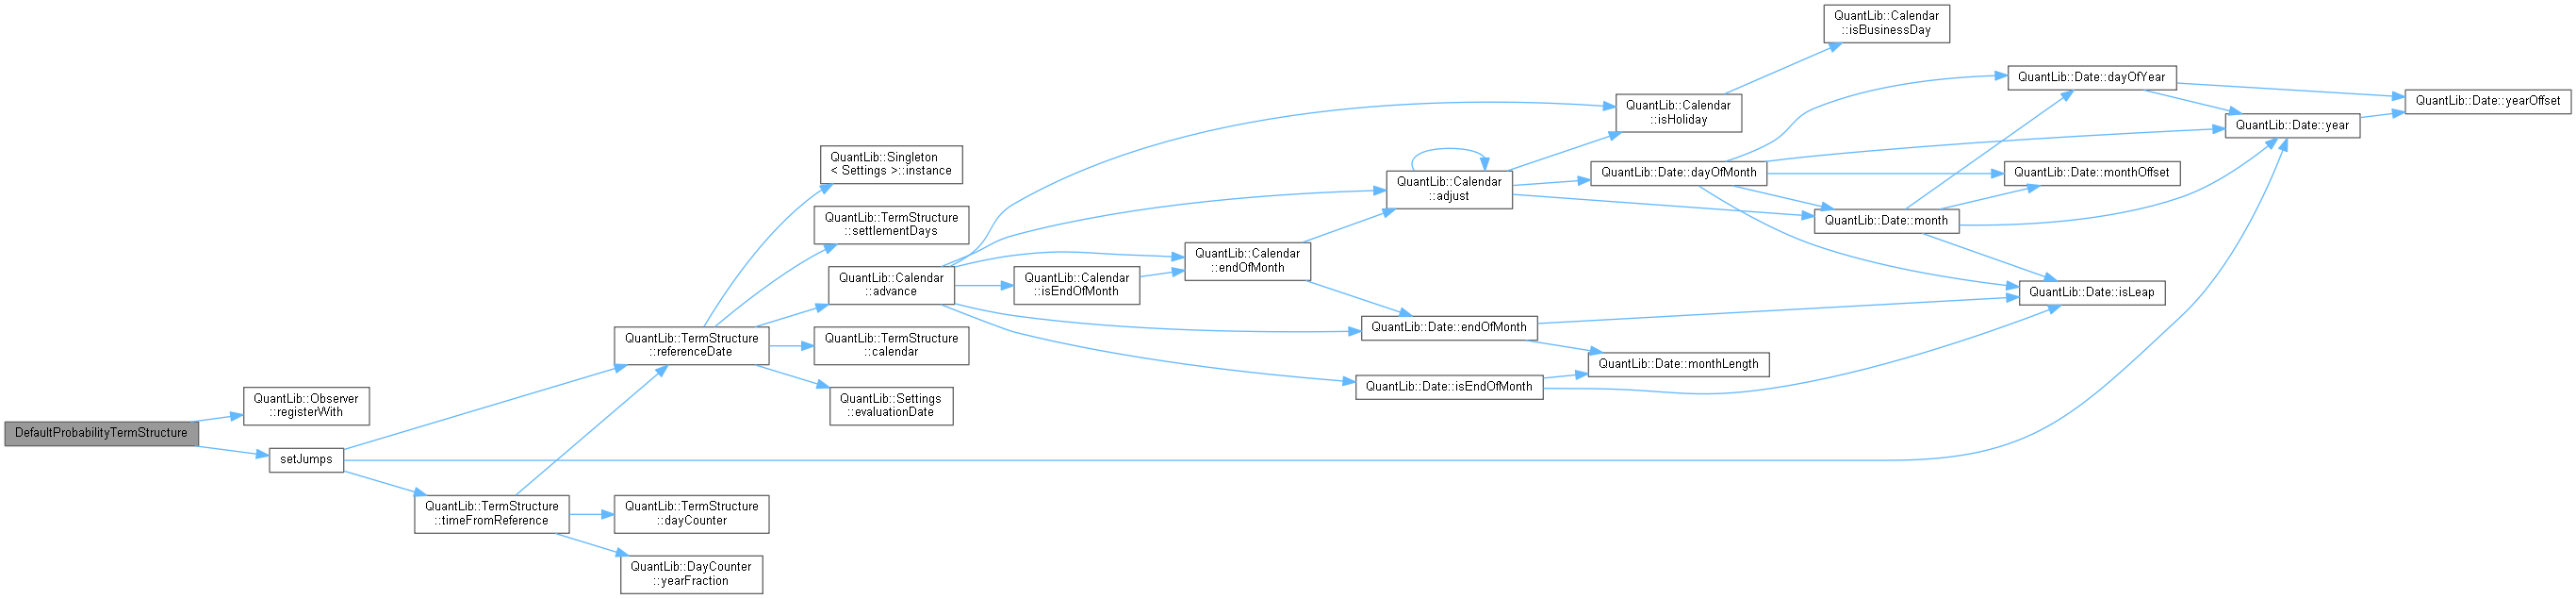 DefaultProbabilityTermStructure
QuantLib::Observer
::registerWith
setJumps
QuantLib::TermStructure
::timeFromReference
QuantLib::TermStructure
::referenceDate
QuantLib::TermStructure
::dayCounter
QuantLib::DayCounter
::yearFraction
QuantLib::Singleton
< Settings >::instance
QuantLib::TermStructure
::settlementDays
QuantLib::Calendar
::advance
QuantLib::TermStructure
::calendar
QuantLib::Settings
::evaluationDate
QuantLib::Calendar
::isEndOfMonth
QuantLib::Calendar
::endOfMonth
QuantLib::Calendar
::adjust
QuantLib::Date::endOfMonth
QuantLib::Date::isEndOfMonth
QuantLib::Calendar
::isHoliday
QuantLib::Date::dayOfMonth
QuantLib::Date::monthLength
QuantLib::Calendar
::isBusinessDay
QuantLib::Date::month
QuantLib::Date::dayOfYear
QuantLib::Date::monthOffset
QuantLib::Date::isLeap
QuantLib::Date::year
QuantLib::Date::yearOffset